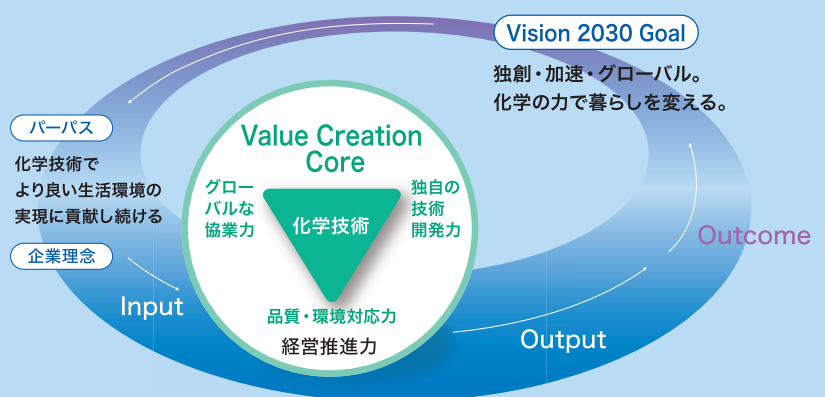 Vision 2030 Goal
独創・加速・グローバル。
化学の力で暮らしを変える。
パーパス
化学技術で
より良い生活環境の
実現に貢献し続ける
企業理念
Input
Value Creation
Core
グロー
バルな
協業力
化学技術
独自の
技術
開発力
品質・環境対応力
経営推進力
Output
Outcome